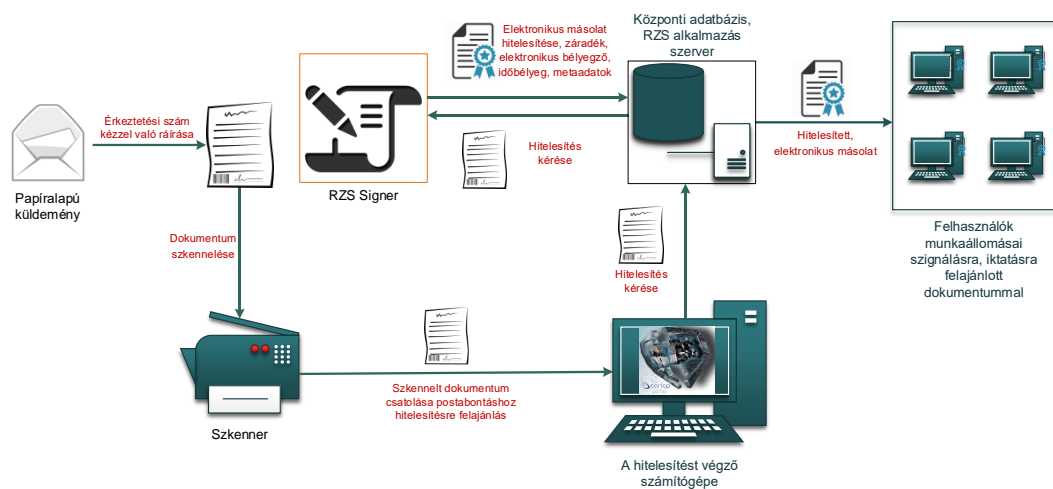 Elektronikus másolat
hitelesítése, záradék,
elektronikus bélyegző,
időbélyeg, metaadatok
Központi adatbázis,
RZS alkalmazás
szerver
Érkeztetési szám
kézzel való ráírása
Hitelesítés
kérése
Hitelesített,
elektronikus másolat
Papíralapú
küldemény
RZS Signer
Felhasználók
munkaállomásai
szignálásra, iktatásra
felajánlott
dokumentummal
Dokumentum
szkennelése
Hitelesítés
kérése
Szkennelt dokumentum
csatolása postabontáshoz
hitelesítésre felajánlás
Szkenner
A hitelesítést végző
számítógépe